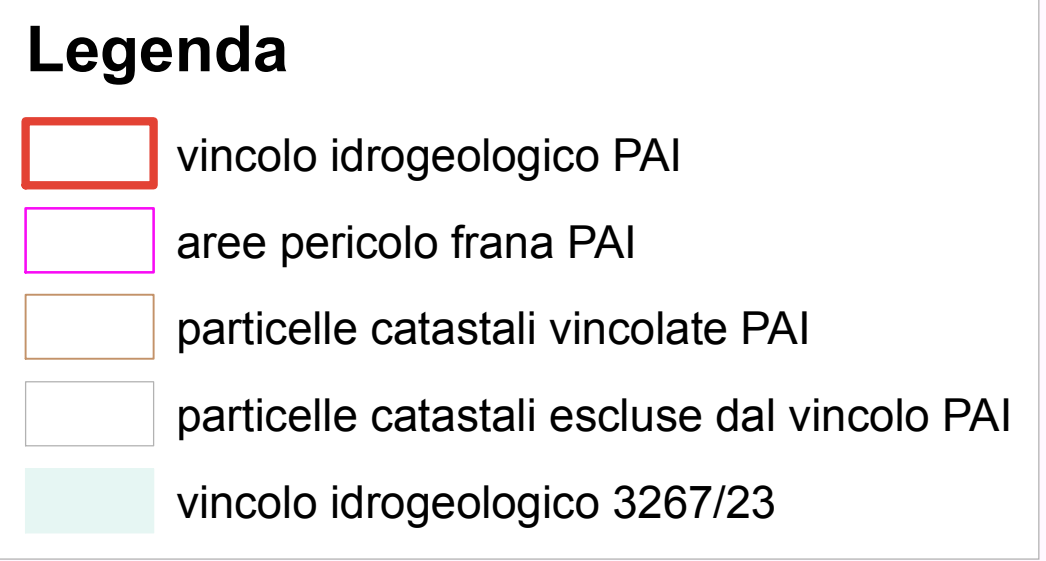 Legenda
vincolo idrogeologico PAI
aree pericolo frana PAI
particelle catastali vincolate PAI
particelle catastali escluse dal vincolo PAI
vincolo idrogeologico 3267/23